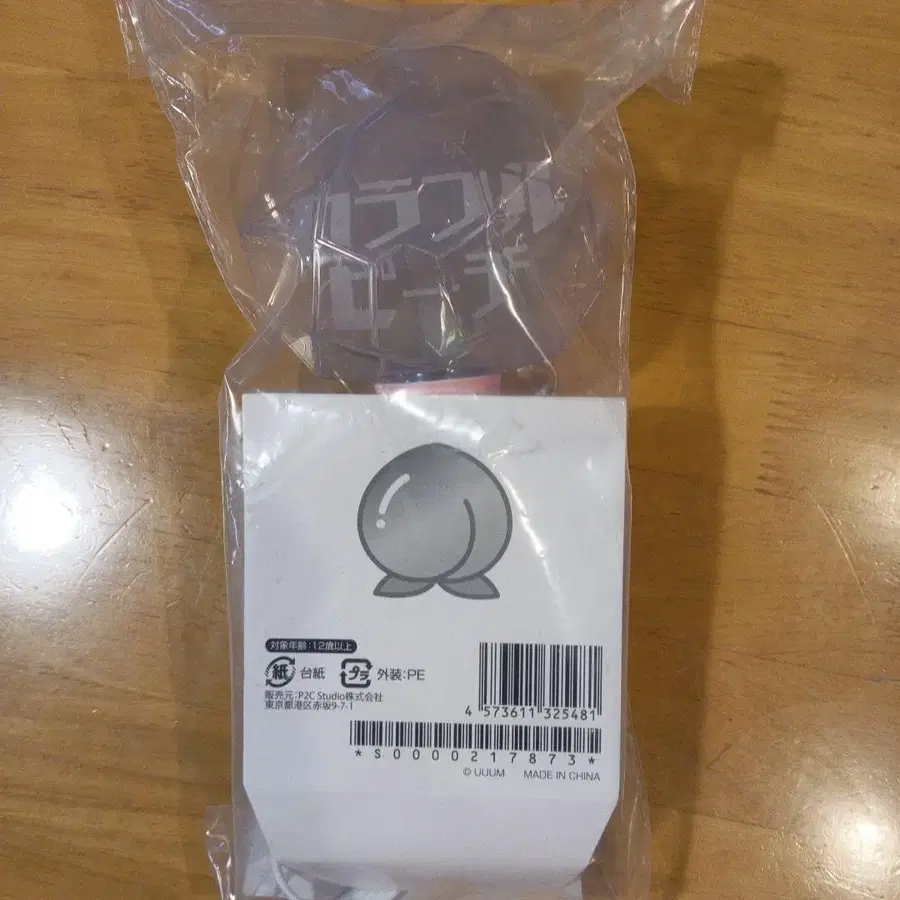 カラフル
ピーチ
対象年齢:12歳以上
紙 台紙 プラ 外装:PE
販売元:P2C Studio株式会社
東京都港区赤坂9-7-1
4 573611 325481
*S0000217873*
© UUUM MADE IN CHINA